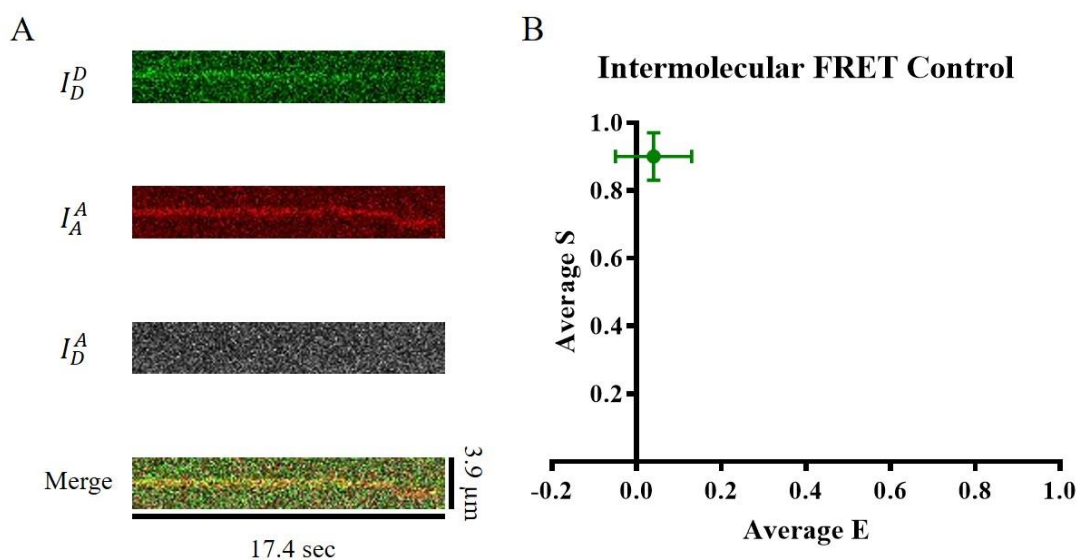 A
I_D^D
I_A^A
I_D^A
Merge
3.9 μm
17.4 sec
B
Intermolecular FRET Control
1.0
0.8
0.6
0.4
0.2
Average S
-0.2 0.0 0.2 0.4 0.6 0.8 1.0
Average E